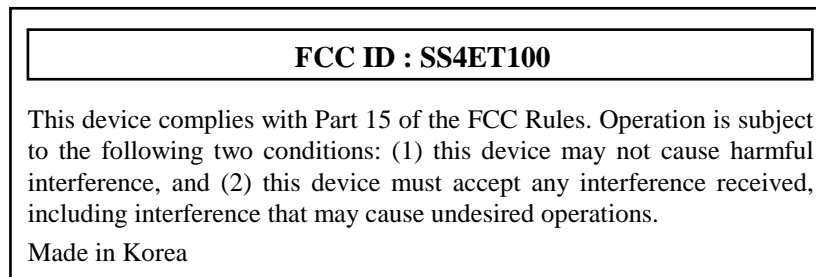 FCC ID : SS4ET100
This device complies with Part 15 of the FCC Rules. Operation is subject
to the following two conditions: (1) this device may not cause harmful
interference, and (2) this device must accept any interference received,
including interference that may cause undesired operations.
Made in Korea